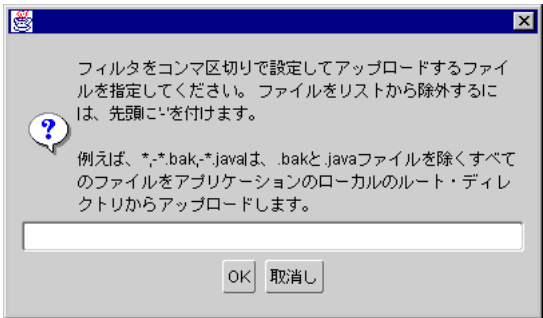 フィルタをコンマ区切りで設定してアップロードするファイ
ルを指定してください。 ファイルをリストから除外するに
は、先頭に'-'を付けます。
例えば、*,-*.bak,-*.javaは、.bakと.javaファイルを除くすべて
のファイルをアプリケーションのローカルのルート・ディレ
クトリからアップロードします。
OK 取消し